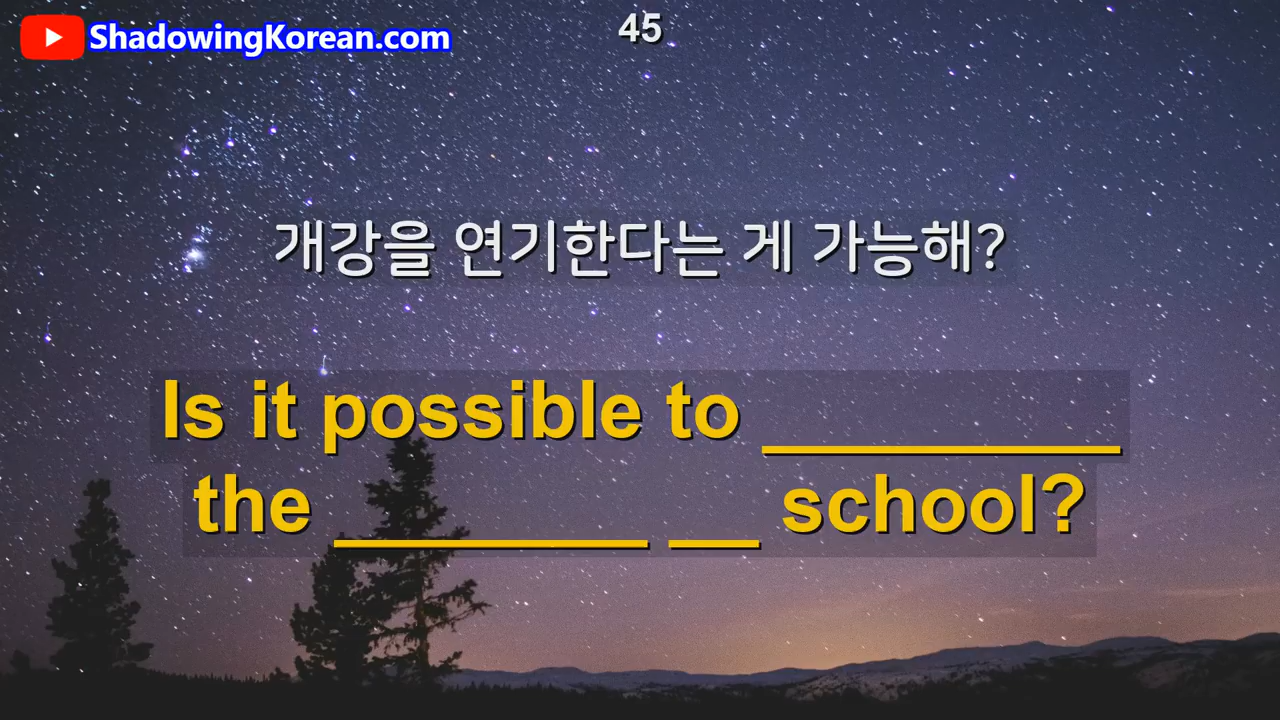 ShadowingKorean.com
45
개강을 연기한다는 게 가능해?
Is it possible to ________
the _______ __ school?